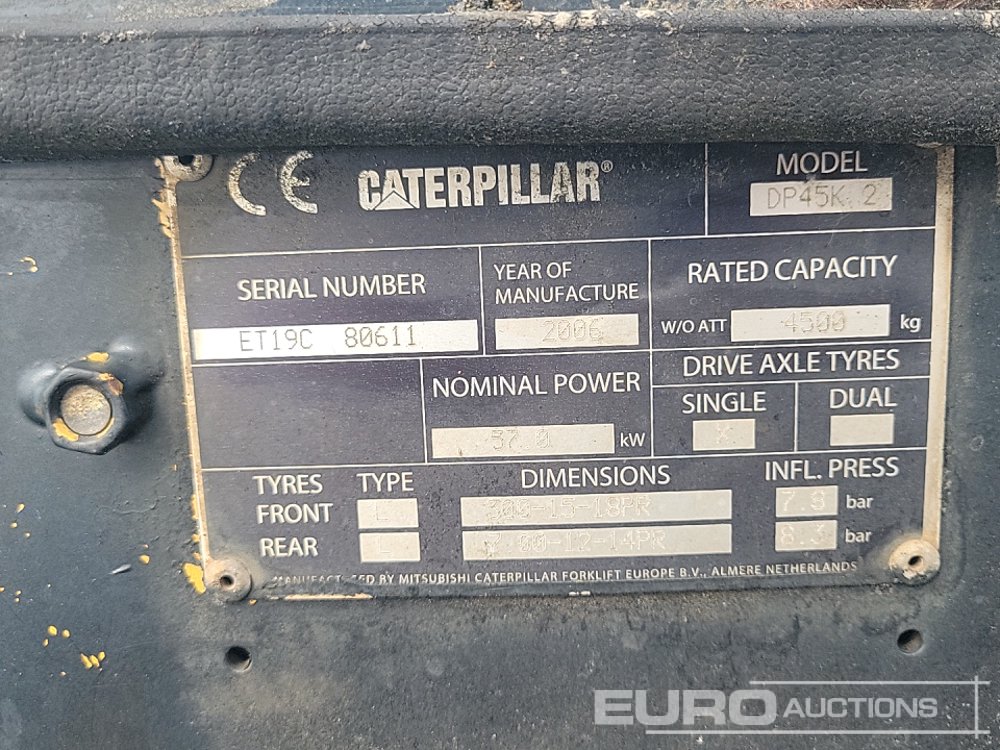 CE CATERPILLAR® MODEL
DP45K 2
SERIAL NUMBER
ET19C 80611
YEAR OF
MANUFACTURE
2006
RATED CAPACITY
W/O ATT 4500 kg
NOMINAL POWER
57.0 kW
DRIVE AXLE TYRES
SINGLE DUAL
X
TYRES TYPE DIMENSIONS INFL. PRESS
FRONT L 300-15-18PR 7.9 bar
REAR L 7.00-12-14PR 8.3 bar
MANUFACTURED BY MITSUBISHI CATERPILLAR FORKLIFT EUROPE B.V., ALMERE NETHERLANDS
EURO AUCTIONS